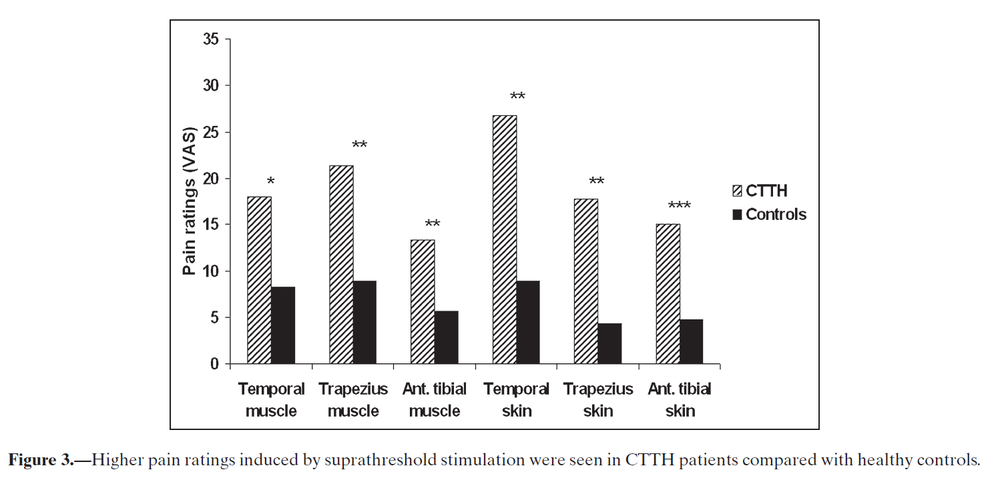 35
30
25
20
15
10
5
0
Pain ratings (VAS)
*
**
**
**
**
***
CTTH
Controls
Temporal muscle
Trapezius muscle
Ant. tibial muscle
Temporal skin
Trapezius skin
Ant. tibial skin
Figure 3.—Higher pain ratings induced by suprathreshold stimulation were seen in CTTH patients compared with healthy controls.